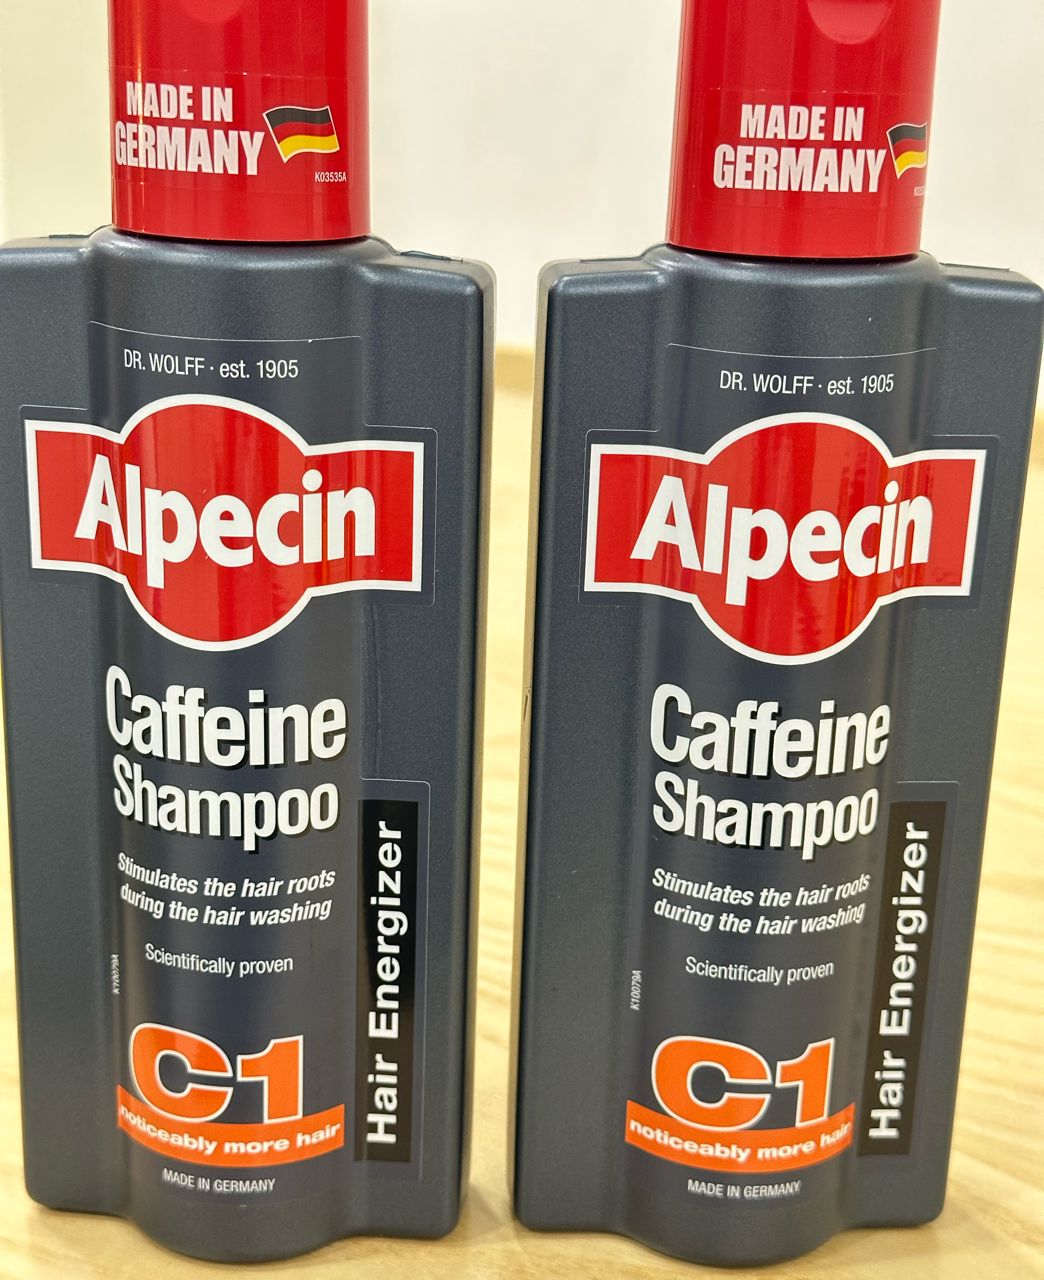 MADE IN
GERMANY
K03535A
DR. WOLFF · est. 1905
Alpecin
Caffeine
Shampoo
Stimulates the hair roots
during the hair washing
Scientifically proven
K10079A
C1
noticeably more hair
MADE IN GERMANY
Hair Energizer
MADE IN
GERMANY
DR. WOLFF · est. 1905
Alpecin
Caffeine
Shampoo
Stimulates the hair roots
during the hair washing
Scientifically proven
K10079A
C1
noticeably more hair
MADE IN GERMANY
Hair Energizer